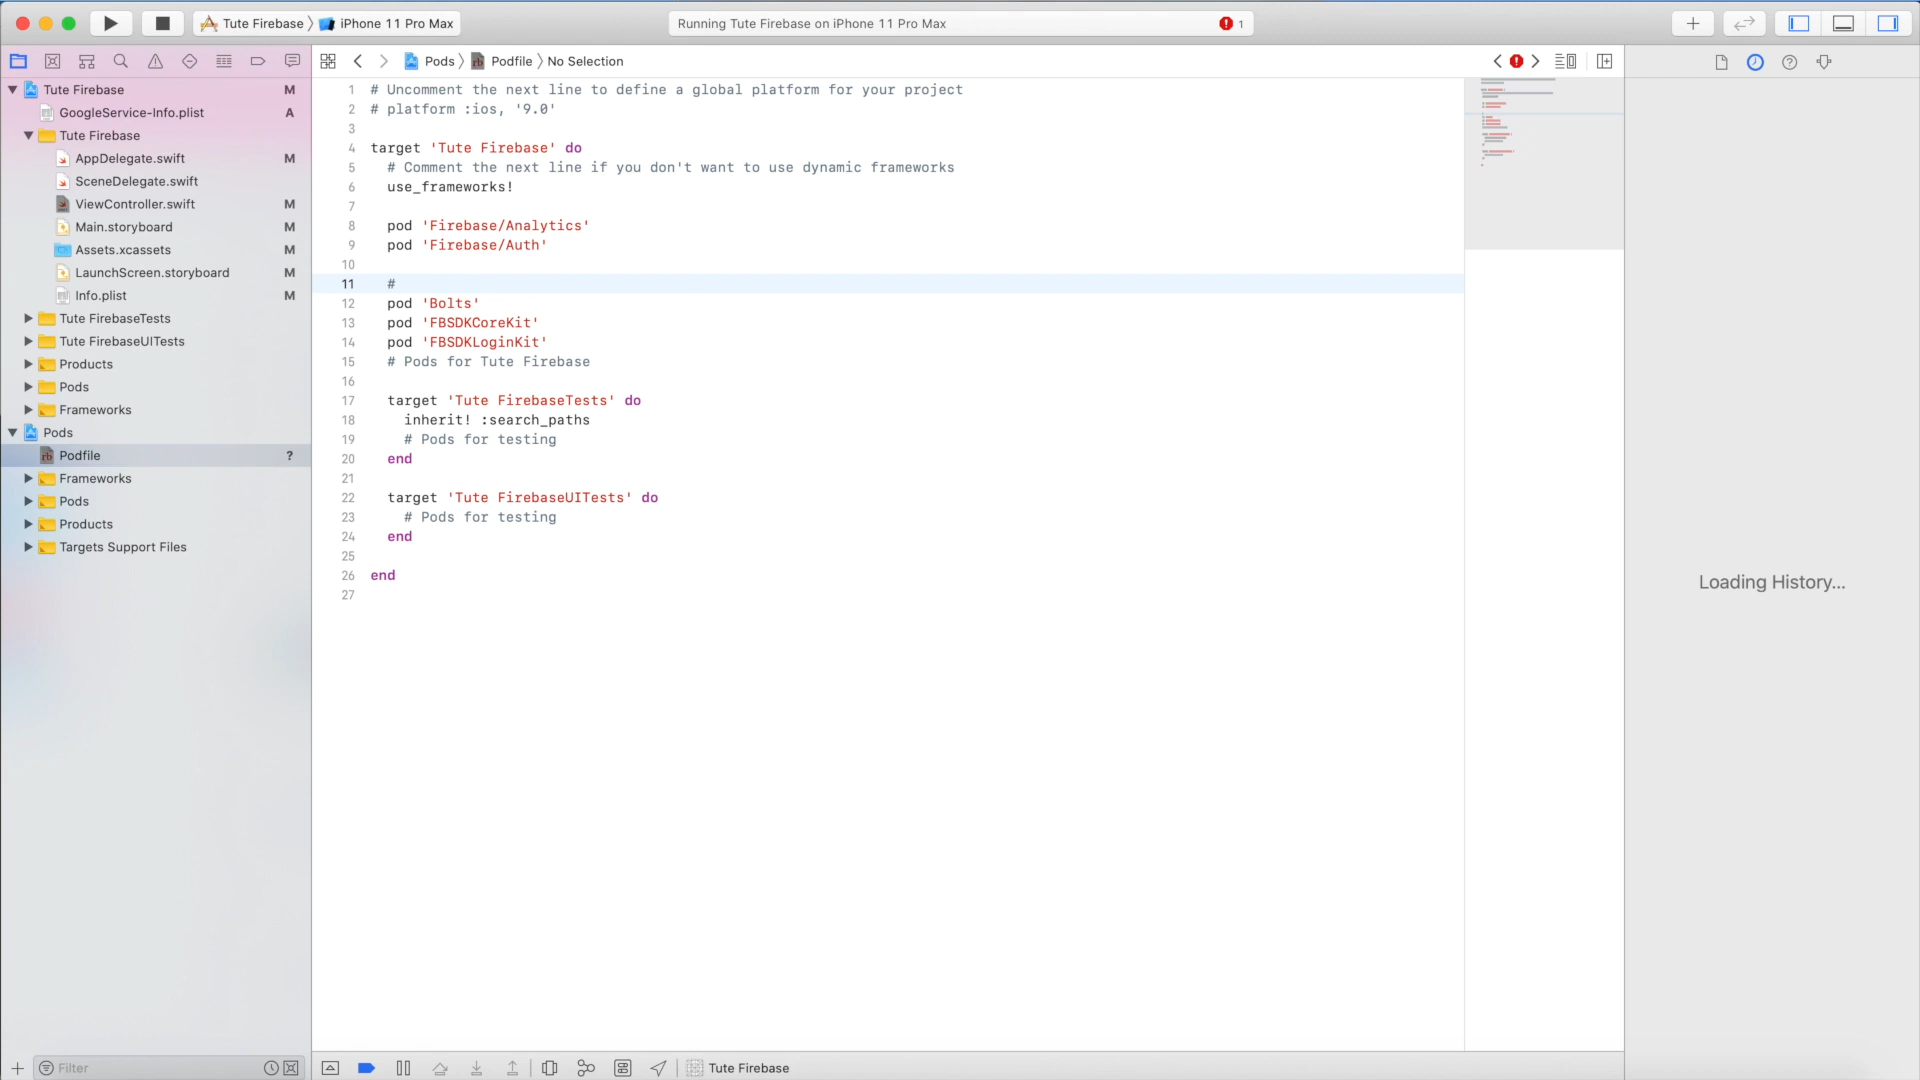 Tute Firebase
iPhone 11 Pro Max
Running Tute Firebase on iPhone 11 Pro Max
1
Pods
Podfile
No Selection
Tute Firebase M
GoogleService-Info.plist A
Tute Firebase
AppDelegate.swift M
SceneDelegate.swift
ViewController.swift M
Main.storyboard M
Assets.xcassets M
LaunchScreen.storyboard M
Info.plist M
Tute FirebaseTests
Tute FirebaseUITests
Products
Pods
Frameworks
Pods
Podfile ?
Frameworks
Pods
Products
Targets Support Files
Filter
1 # Uncomment the next line to define a global platform for your project
2 # platform :ios, '9.0'
3
4 target 'Tute Firebase' do
5 # Comment the next line if you don't want to use dynamic frameworks
6 use_frameworks!
7
8 pod 'Firebase/Analytics'
9 pod 'Firebase/Auth'
10
11 #
12 pod 'Bolts'
13 pod 'FBSDKCoreKit'
14 pod 'FBSDKLoginKit'
15 # Pods for Tute Firebase
16
17 target 'Tute FirebaseTests' do
18 inherit! :search_paths
19 # Pods for testing
20 end
21
22 target 'Tute FirebaseUITests' do
23 # Pods for testing
24 end
25
26 end
27
Loading History...
Tute Firebase